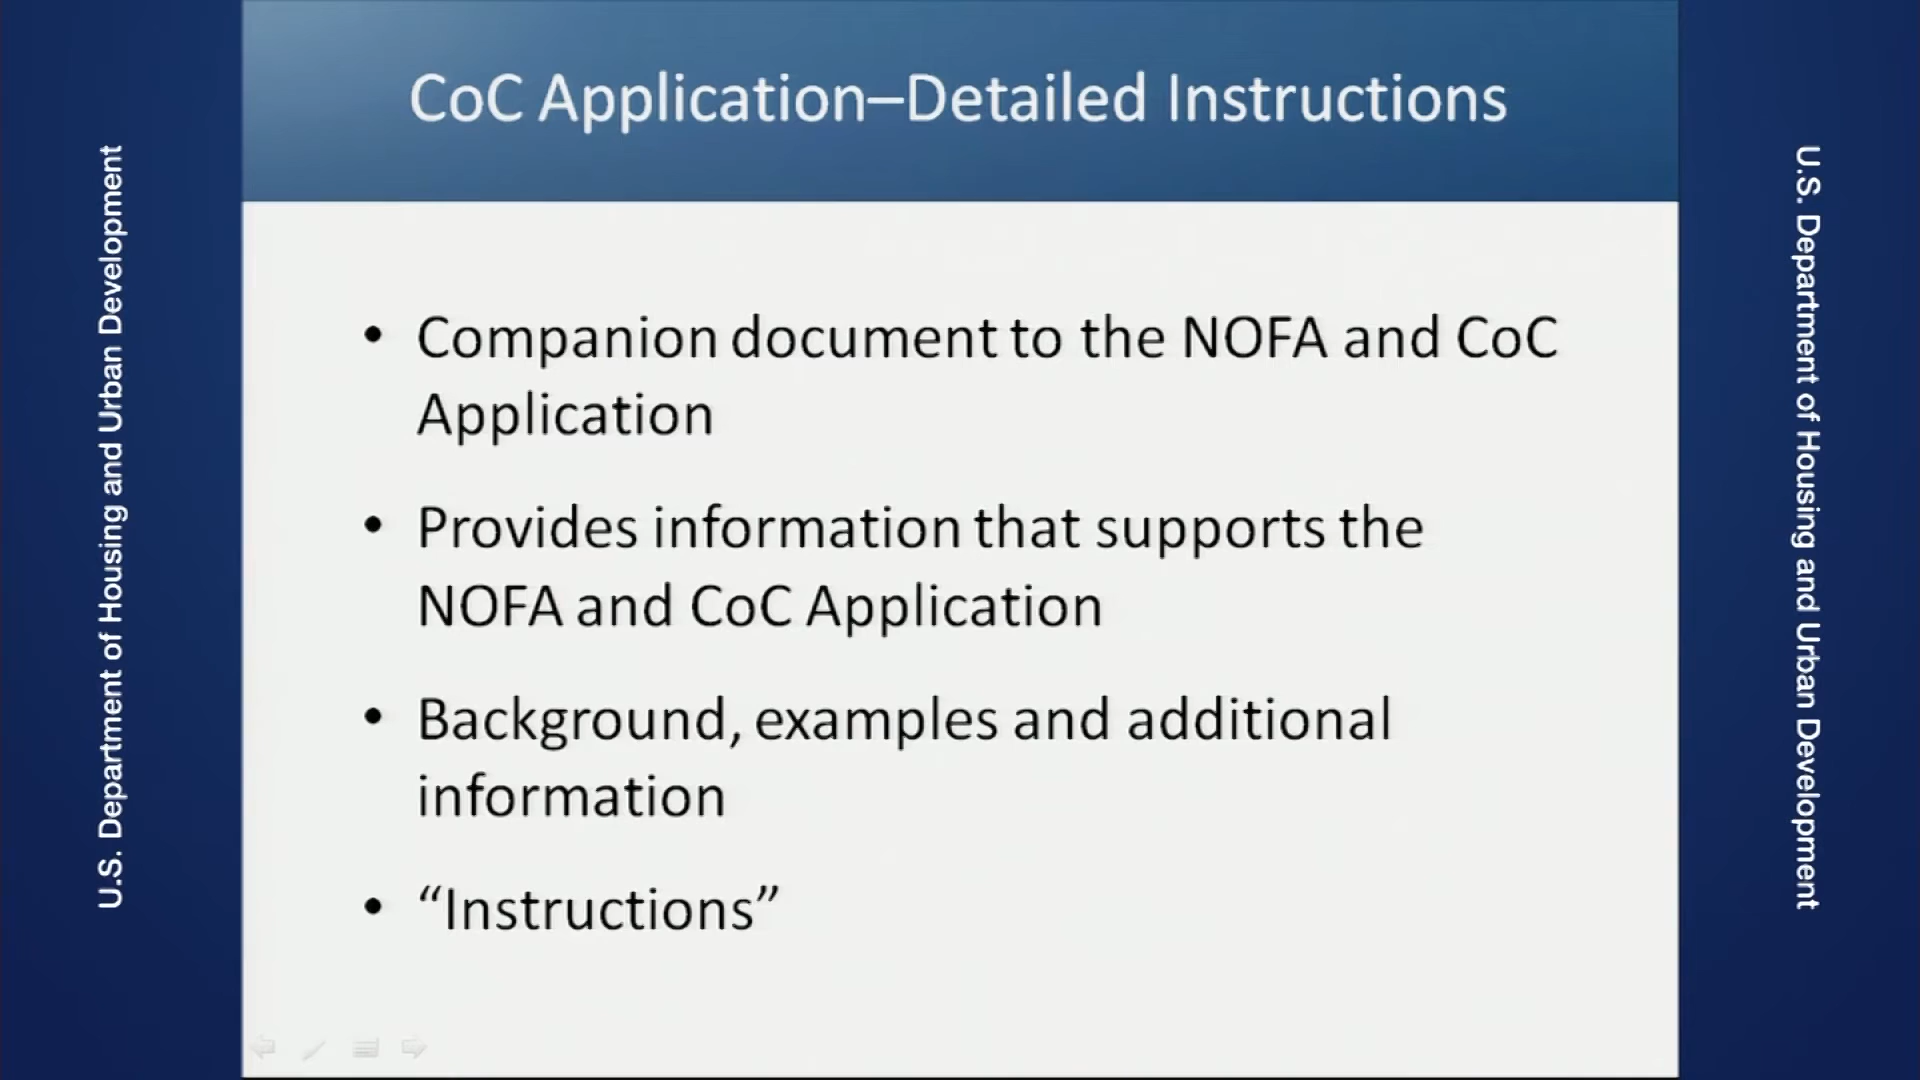 CoC Application–Detailed Instructions
• Companion document to the NOFA and CoC
Application
• Provides information that supports the
NOFA and CoC Application
• Background, examples and additional
information
• “Instructions”
U.S. Department of Housing and Urban Development
U.S. Department of Housing and Urban Development